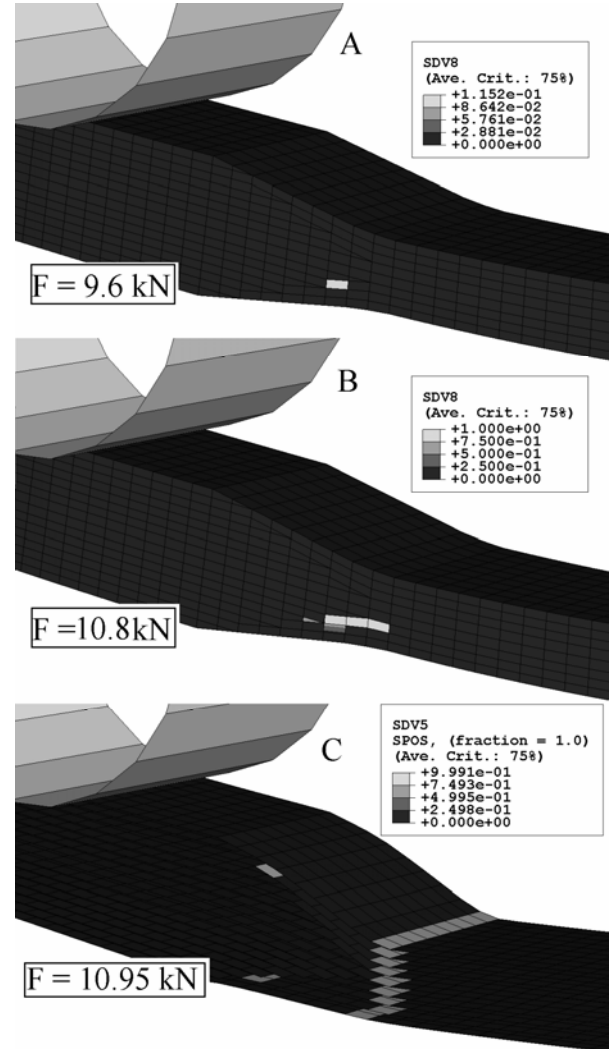 A
SDV8
(Ave. Crit.: 75%)
+1.152e-01
+8.642e-02
+5.761e-02
+2.881e-02
+0.000e+00
F = 9.6 kN
B
SDV8
(Ave. Crit.: 75%)
+1.000e+00
+7.500e-01
+5.000e-01
+2.500e-01
+0.000e+00
F =10.8kN
C
SDV5
SPOS, (fraction = 1.0)
(Ave. Crit.: 75%)
+9.991e-01
+7.493e-01
+4.995e-01
+2.498e-01
+0.000e+00
F = 10.95 kN